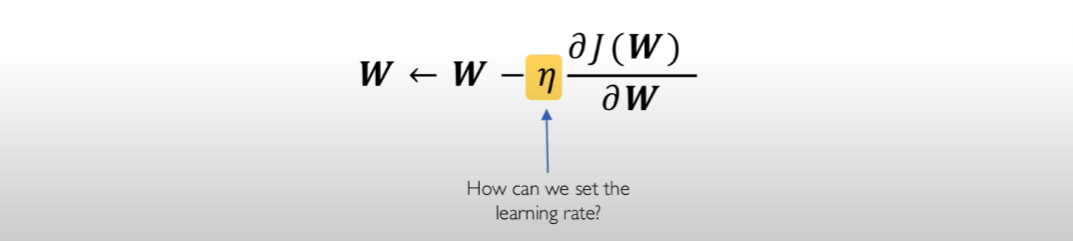 W ← W − η ∂J(W)/∂W
How can we set the
learning rate?